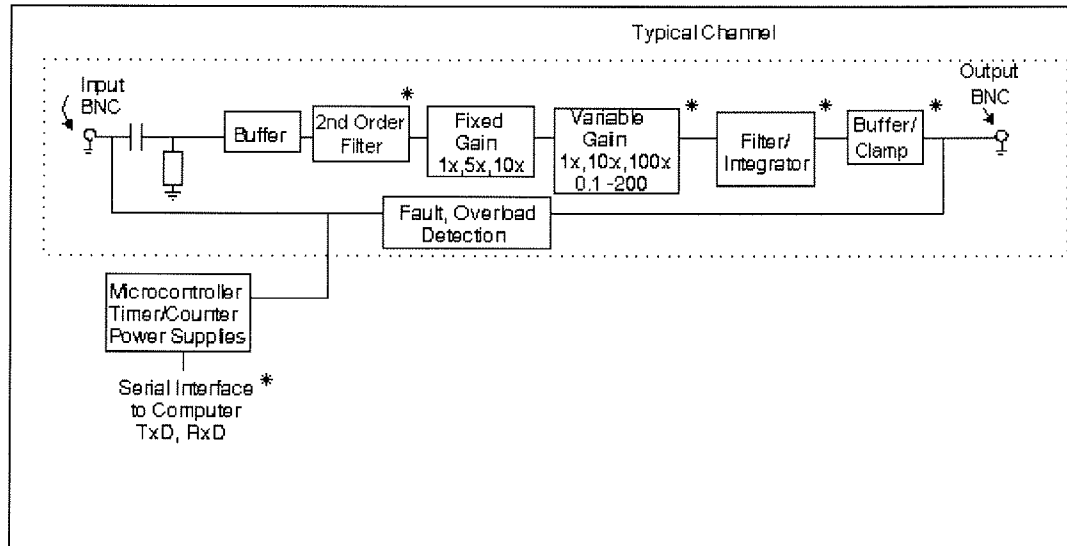 Typical Channel
Input
BNC
Buffer
2nd Order
Filter
*
Fixed
Gain
1x,5x,10x
Variable
Gain
1x,10x,100x
0.1 -200
*
Filter/
Integrator
*
Buffer/
Clamp
*
Output
BNC
Fault, Overload
Detection
Microcontroller
Timer/Counter
Power Supplies
Serial Interface *
to Computer
TxD, RxD